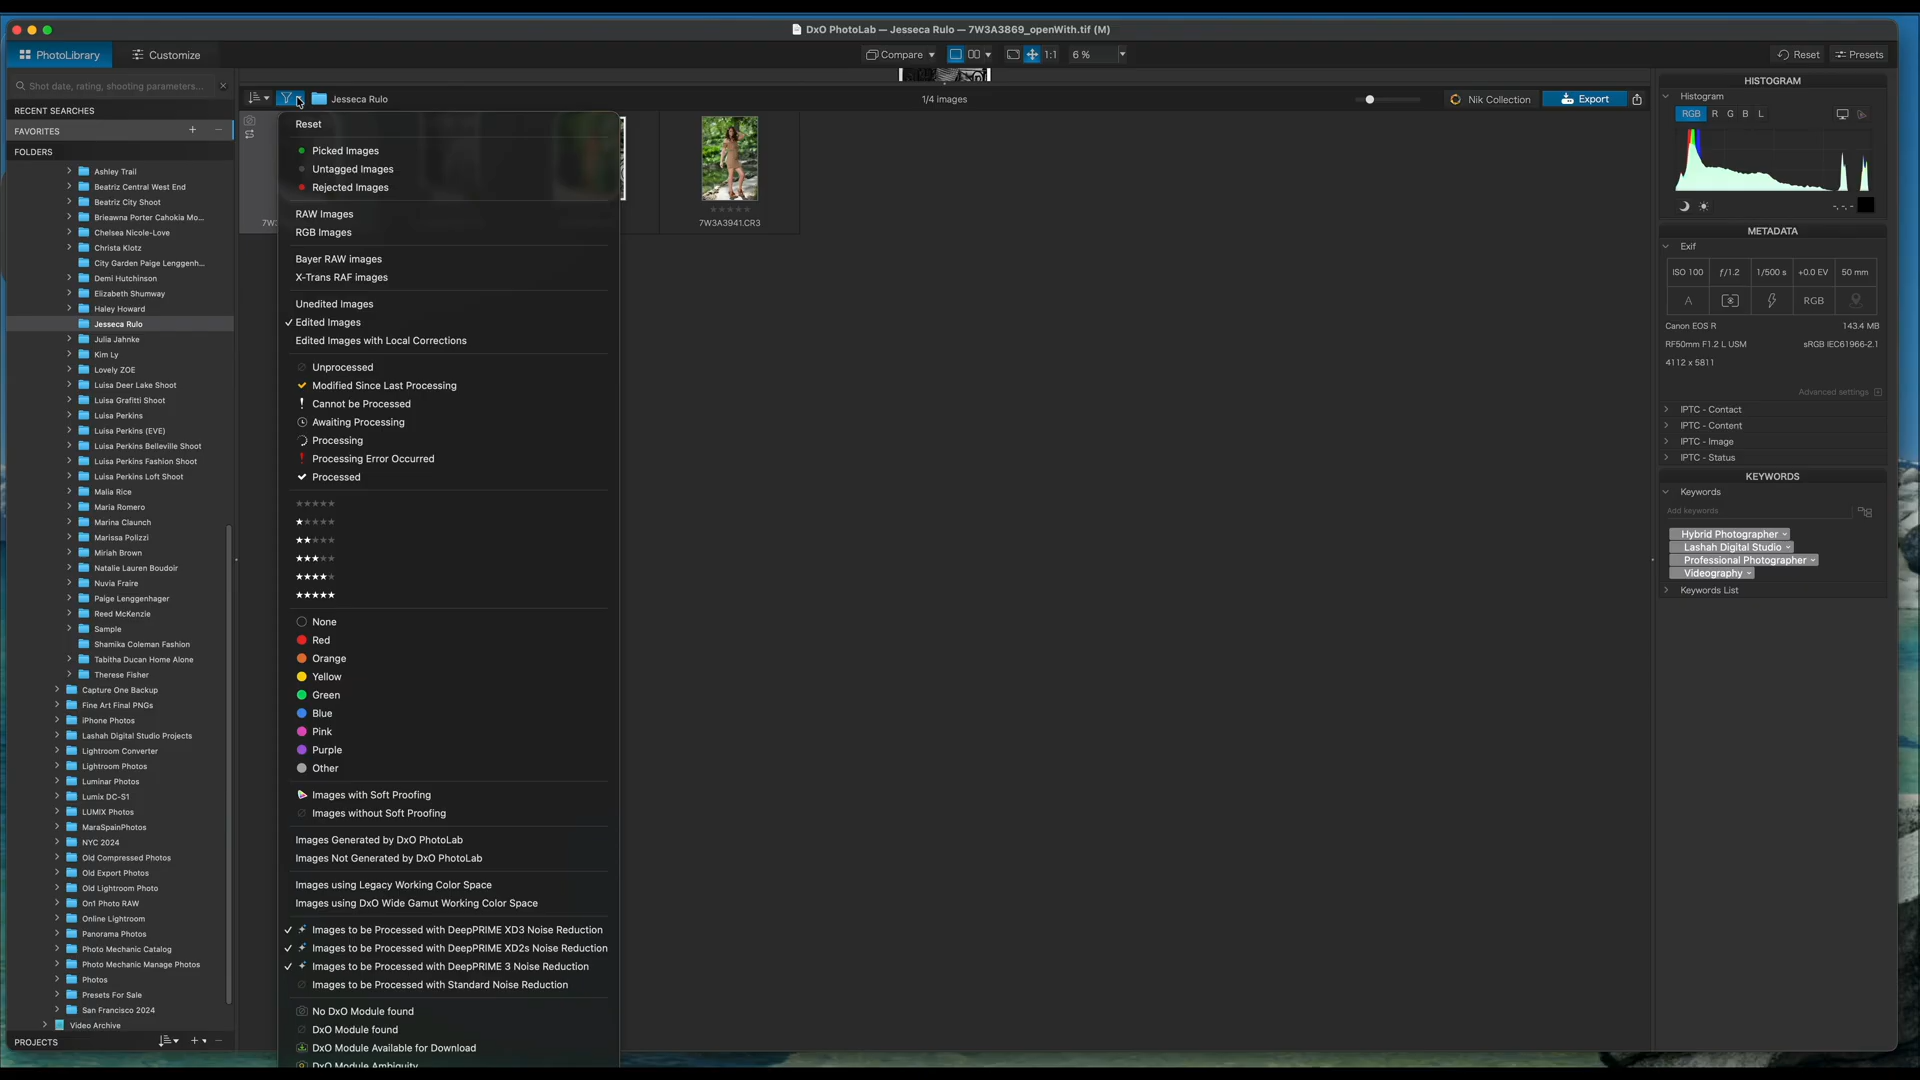 DxO PhotoLab — Jesseca Rulo — 7W3A3869_openWith.tif (M)
PhotoLibrary
Customize
Compare
1:1
6 %
Reset
Presets
Shot date, rating, shooting parameters...
RECENT SEARCHES
FAVORITES
FOLDERS
Ashley Trail
Beatriz Central West End
Beatriz City Shoot
Brieawna Porter Cahokia Mo...
Chelsea Nicole-Love
Christa Klotz
City Garden Paige Lenggenh...
Demi Hutchinson
Elizabeth Shumway
Haley Howard
Jesseca Rulo
Julia Jahnke
Kim Ly
Lovely ZOE
Luisa Deer Lake Shoot
Luisa Grafitti Shoot
Luisa Perkins
Luisa Perkins (EVE)
Luisa Perkins Belleville Shoot
Luisa Perkins Fashion Shoot
Luisa Perkins Loft Shoot
Malia Rice
Maria Romero
Marina Claunch
Marissa Polizzi
Miriah Brown
Natalie Lauren Boudoir
Nuvia Fraire
Paige Lenggenhager
Reed McKenzie
Sample
Shamika Coleman Fashion
Tabitha Ducan Home Alone
Therese Fisher
Capture One Backup
Fine Art Final PNGs
iPhone Photos
Lashah Digital Studio Projects
Lightroom Converter
Lightroom Photos
Luminar Photos
Lumix DC-S1
LUMIX Photos
MaraSpainPhotos
NYC 2024
Old Compressed Photos
Old Export Photos
Old Lightroom Photo
On1 Photo RAW
Online Lightroom
Panorama Photos
Photo Mechanic Catalog
Photo Mechanic Manage Photos
Photos
Presets For Sale
San Francisco 2024
Video Archive
PROJECTS
Jesseca Rulo
1/4 images
Nik Collection
Export
7W3A3941.CR3
Reset
Picked Images
Untagged Images
Rejected Images
RAW Images
RGB Images
Bayer RAW images
X-Trans RAF images
Unedited Images
Edited Images
Edited Images with Local Corrections
Unprocessed
Modified Since Last Processing
Cannot be Processed
Awaiting Processing
Processing
Processing Error Occurred
Processed
None
Red
Orange
Yellow
Green
Blue
Pink
Purple
Other
Images with Soft Proofing
Images without Soft Proofing
Images Generated by DxO PhotoLab
Images Not Generated by DxO PhotoLab
Images using Legacy Working Color Space
Images using DxO Wide Gamut Working Color Space
Images to be Processed with DeepPRIME XD3 Noise Reduction
Images to be Processed with DeepPRIME XD2s Noise Reduction
Images to be Processed with DeepPRIME 3 Noise Reduction
Images to be Processed with Standard Noise Reduction
No DxO Module found
DxO Module found
DxO Module Available for Download
DxO Module Ambiguity
HISTOGRAM
Histogram
RGB R G B L
-, -, -
METADATA
Exif
ISO 100 ƒ/1.2 1/500 s +0.0 EV 50 mm
A RGB
Canon EOS R 143.4 MB
RF50mm F1.2 L USM sRGB IEC61966-2.1
4112 x 5811
Advanced settings
IPTC - Contact
IPTC - Content
IPTC - Image
IPTC - Status
KEYWORDS
Keywords
Add keywords
Hybrid Photographer
Lashah Digital Studio
Professional Photographer
Videography
Keywords List